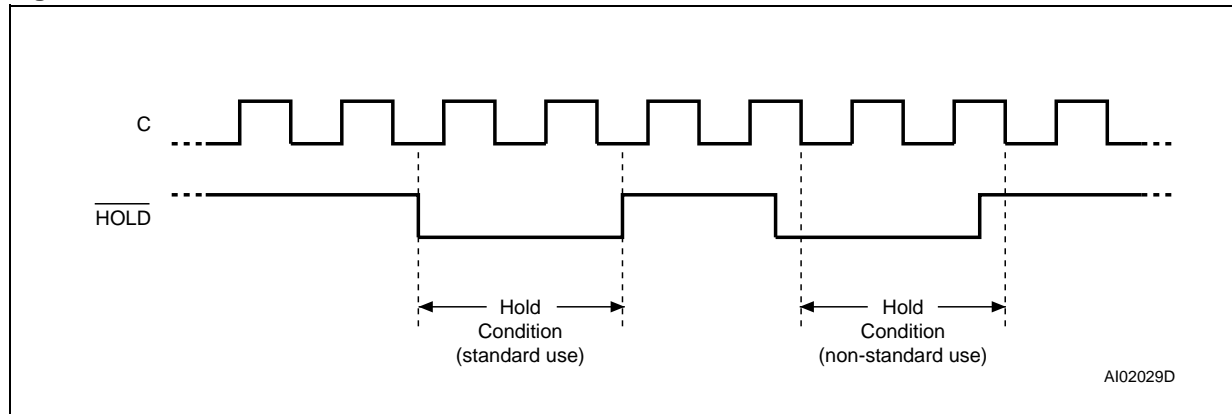 C
HOLD
Hold
Condition
(standard use)
Hold
Condition
(non-standard use)
AI02029D